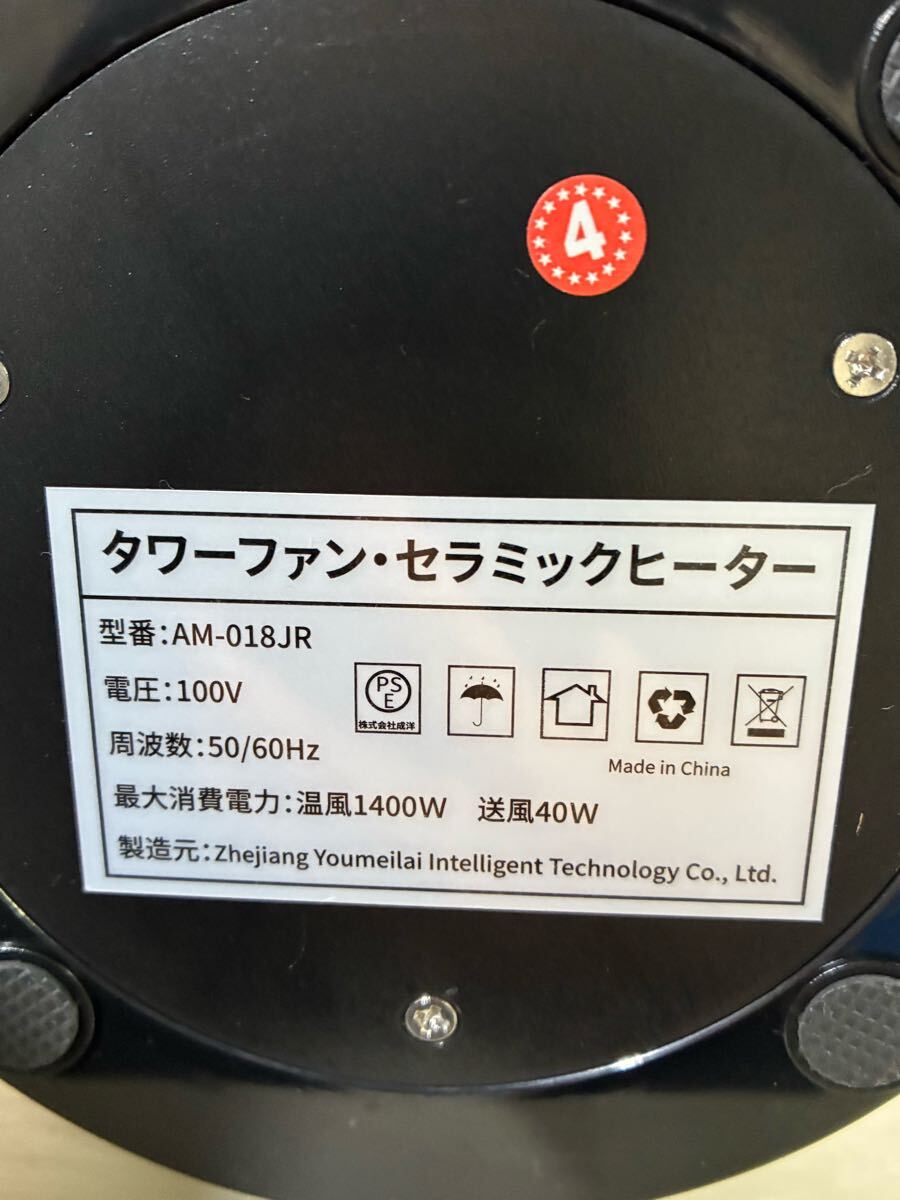 4
タワーファン・セラミックヒーター
型番：AM-018JR
電圧：100V
PS
E
株式会社成洋
周波数：50/60Hz
Made in China
最大消費電力：温風1400W 送風40W
製造元：Zhejiang Youmeilai Intelligent Technology Co., Ltd.